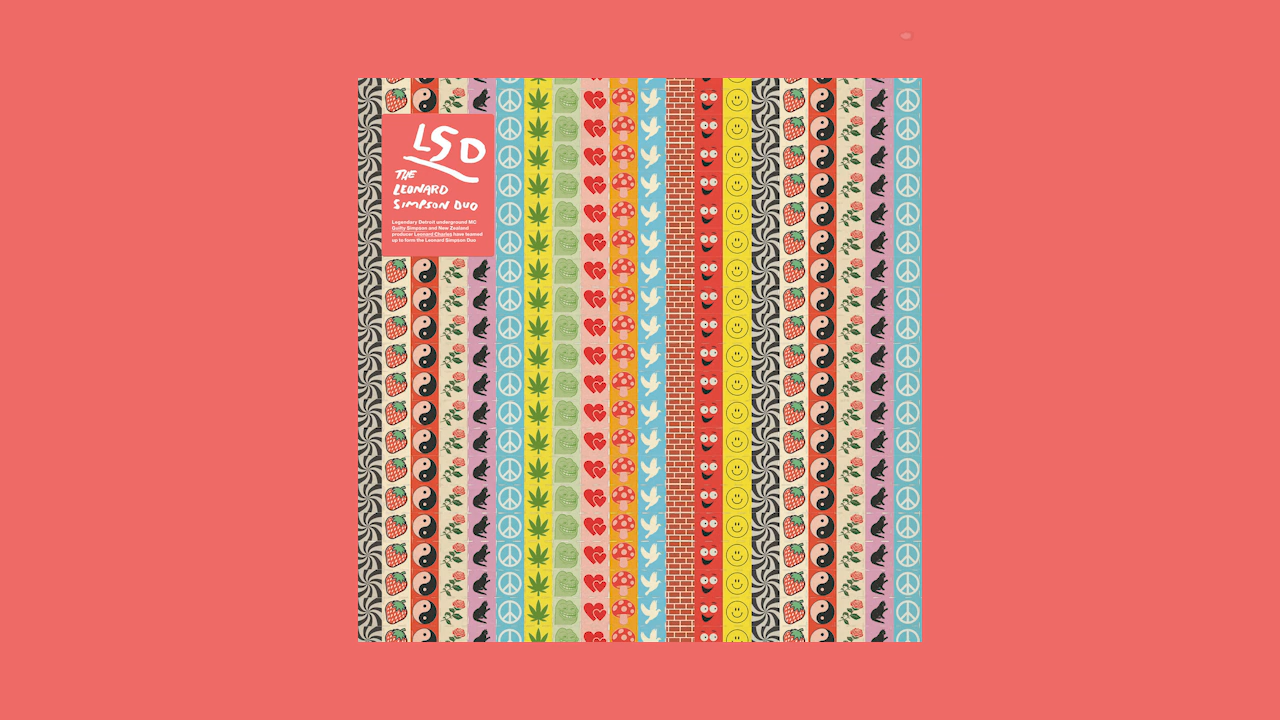 LSD
THE
LEONARD
SIMPSON DUO
Legendary Detroit underground MC
Guilty Simpson and New Zealand
producer Leonard Charles have teamed
up to form the Leonard Simpson Duo